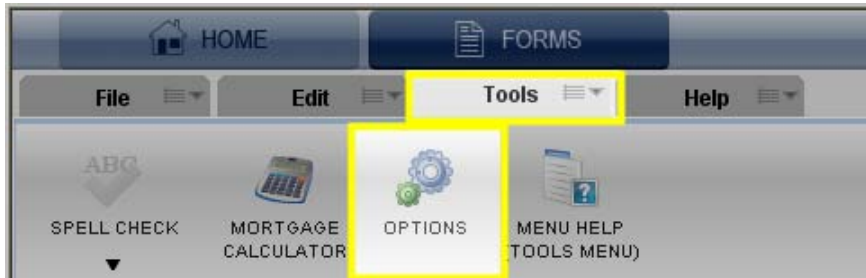 HOME FORMS
File Edit Tools Help
ABC
SPELL CHECK MORTGAGE OPTIONS MENU HELP
CALCULATOR (TOOLS MENU)